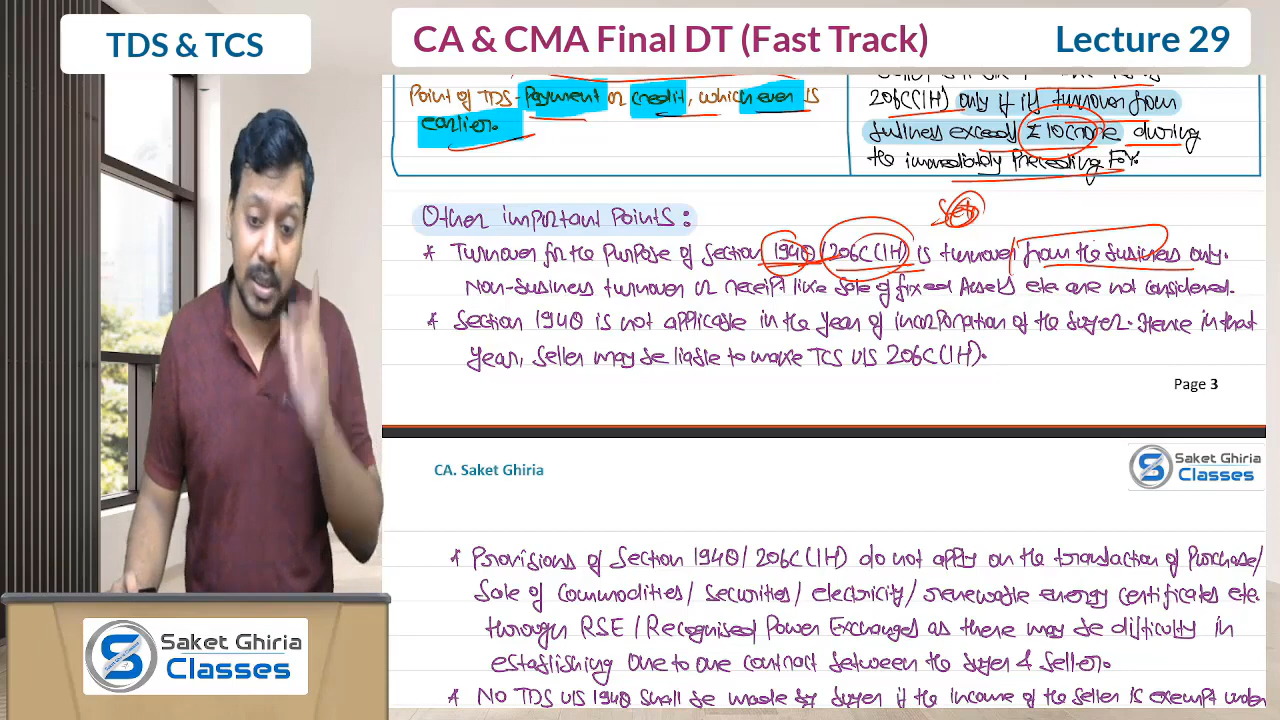 TDS & TCS
CA & CMA Final DT (Fast Track)
Lecture 29
Point of TDS - Payment or credit, which ever is
earlier.
206C(1H) only if if turnover from
business exceeds ₹ 10 crore during
the immediately Preceding F.Y.
Other important Points :
* Turnover for the Purpose of Section 194Q / 206C(1H) is turnover from the business only.
Non-business turnover or receipt like Sale of fixed Assets etc are not considered.
* Section 194Q is not applicable in the Year of incorporation of the buyer. Hence in that
Year, Seller may be liable to make TCS u/s 206C(1H).
Page 3
CA. Saket Ghiria
Saket Ghiria
Classes
* Provisions of Section 194Q/ 206C(1H) do not apply on the transaction of Purchase/
Sale of Commodities/ Securities/ electricity/ renewable energy certificates etc.
through RSE / Recognised Power Exchanges as there may be difficulty in
establishing one to one contract between the buyer & Seller.
* No TDS u/s 194Q shall be made by buyer if the income of the seller is exempt under
Saket Ghiria
Classes